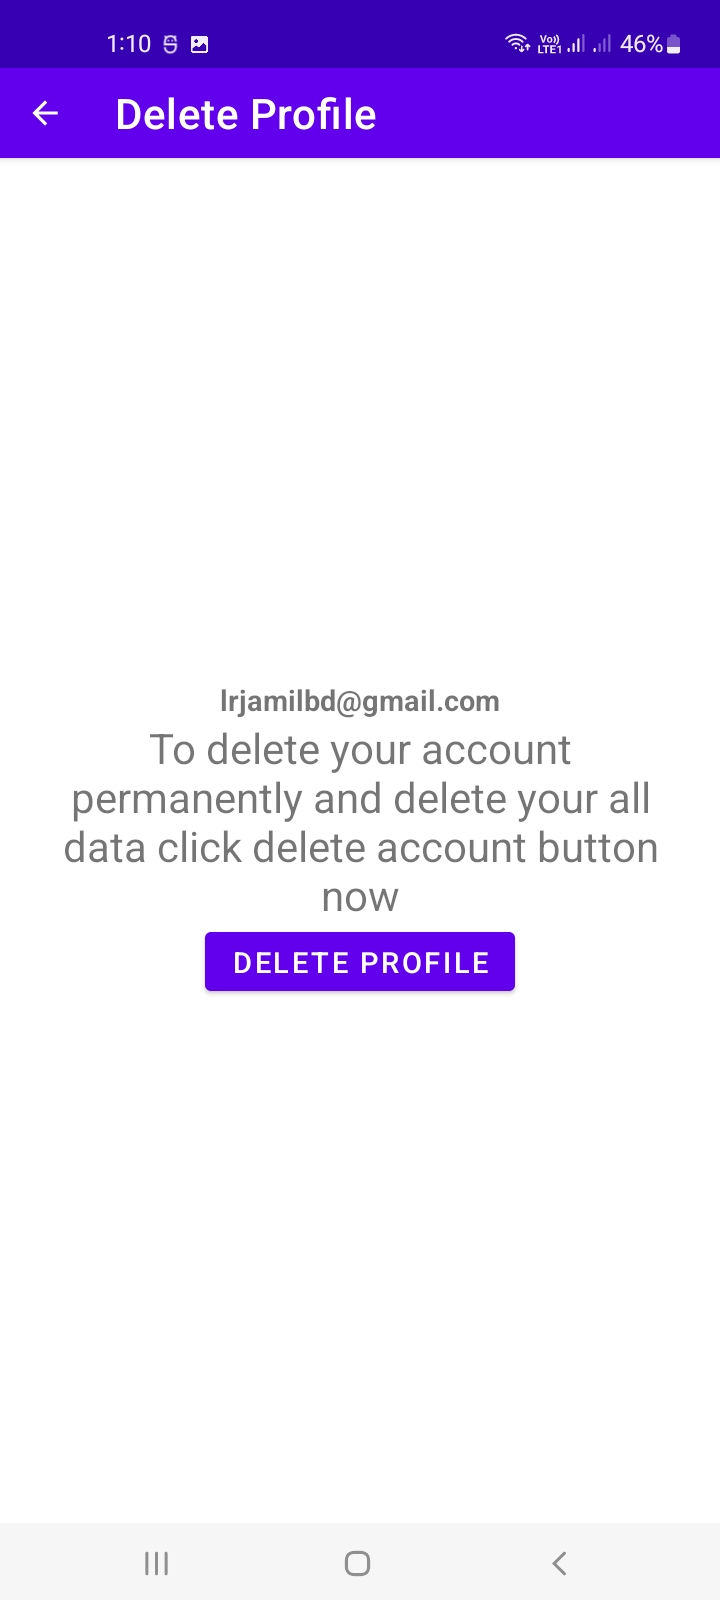 1:10
Vo)) LTE1 46%
Delete Profile
lrjamilbd@gmail.com
To delete your account
permanently and delete your all
data click delete account button
now
DELETE PROFILE